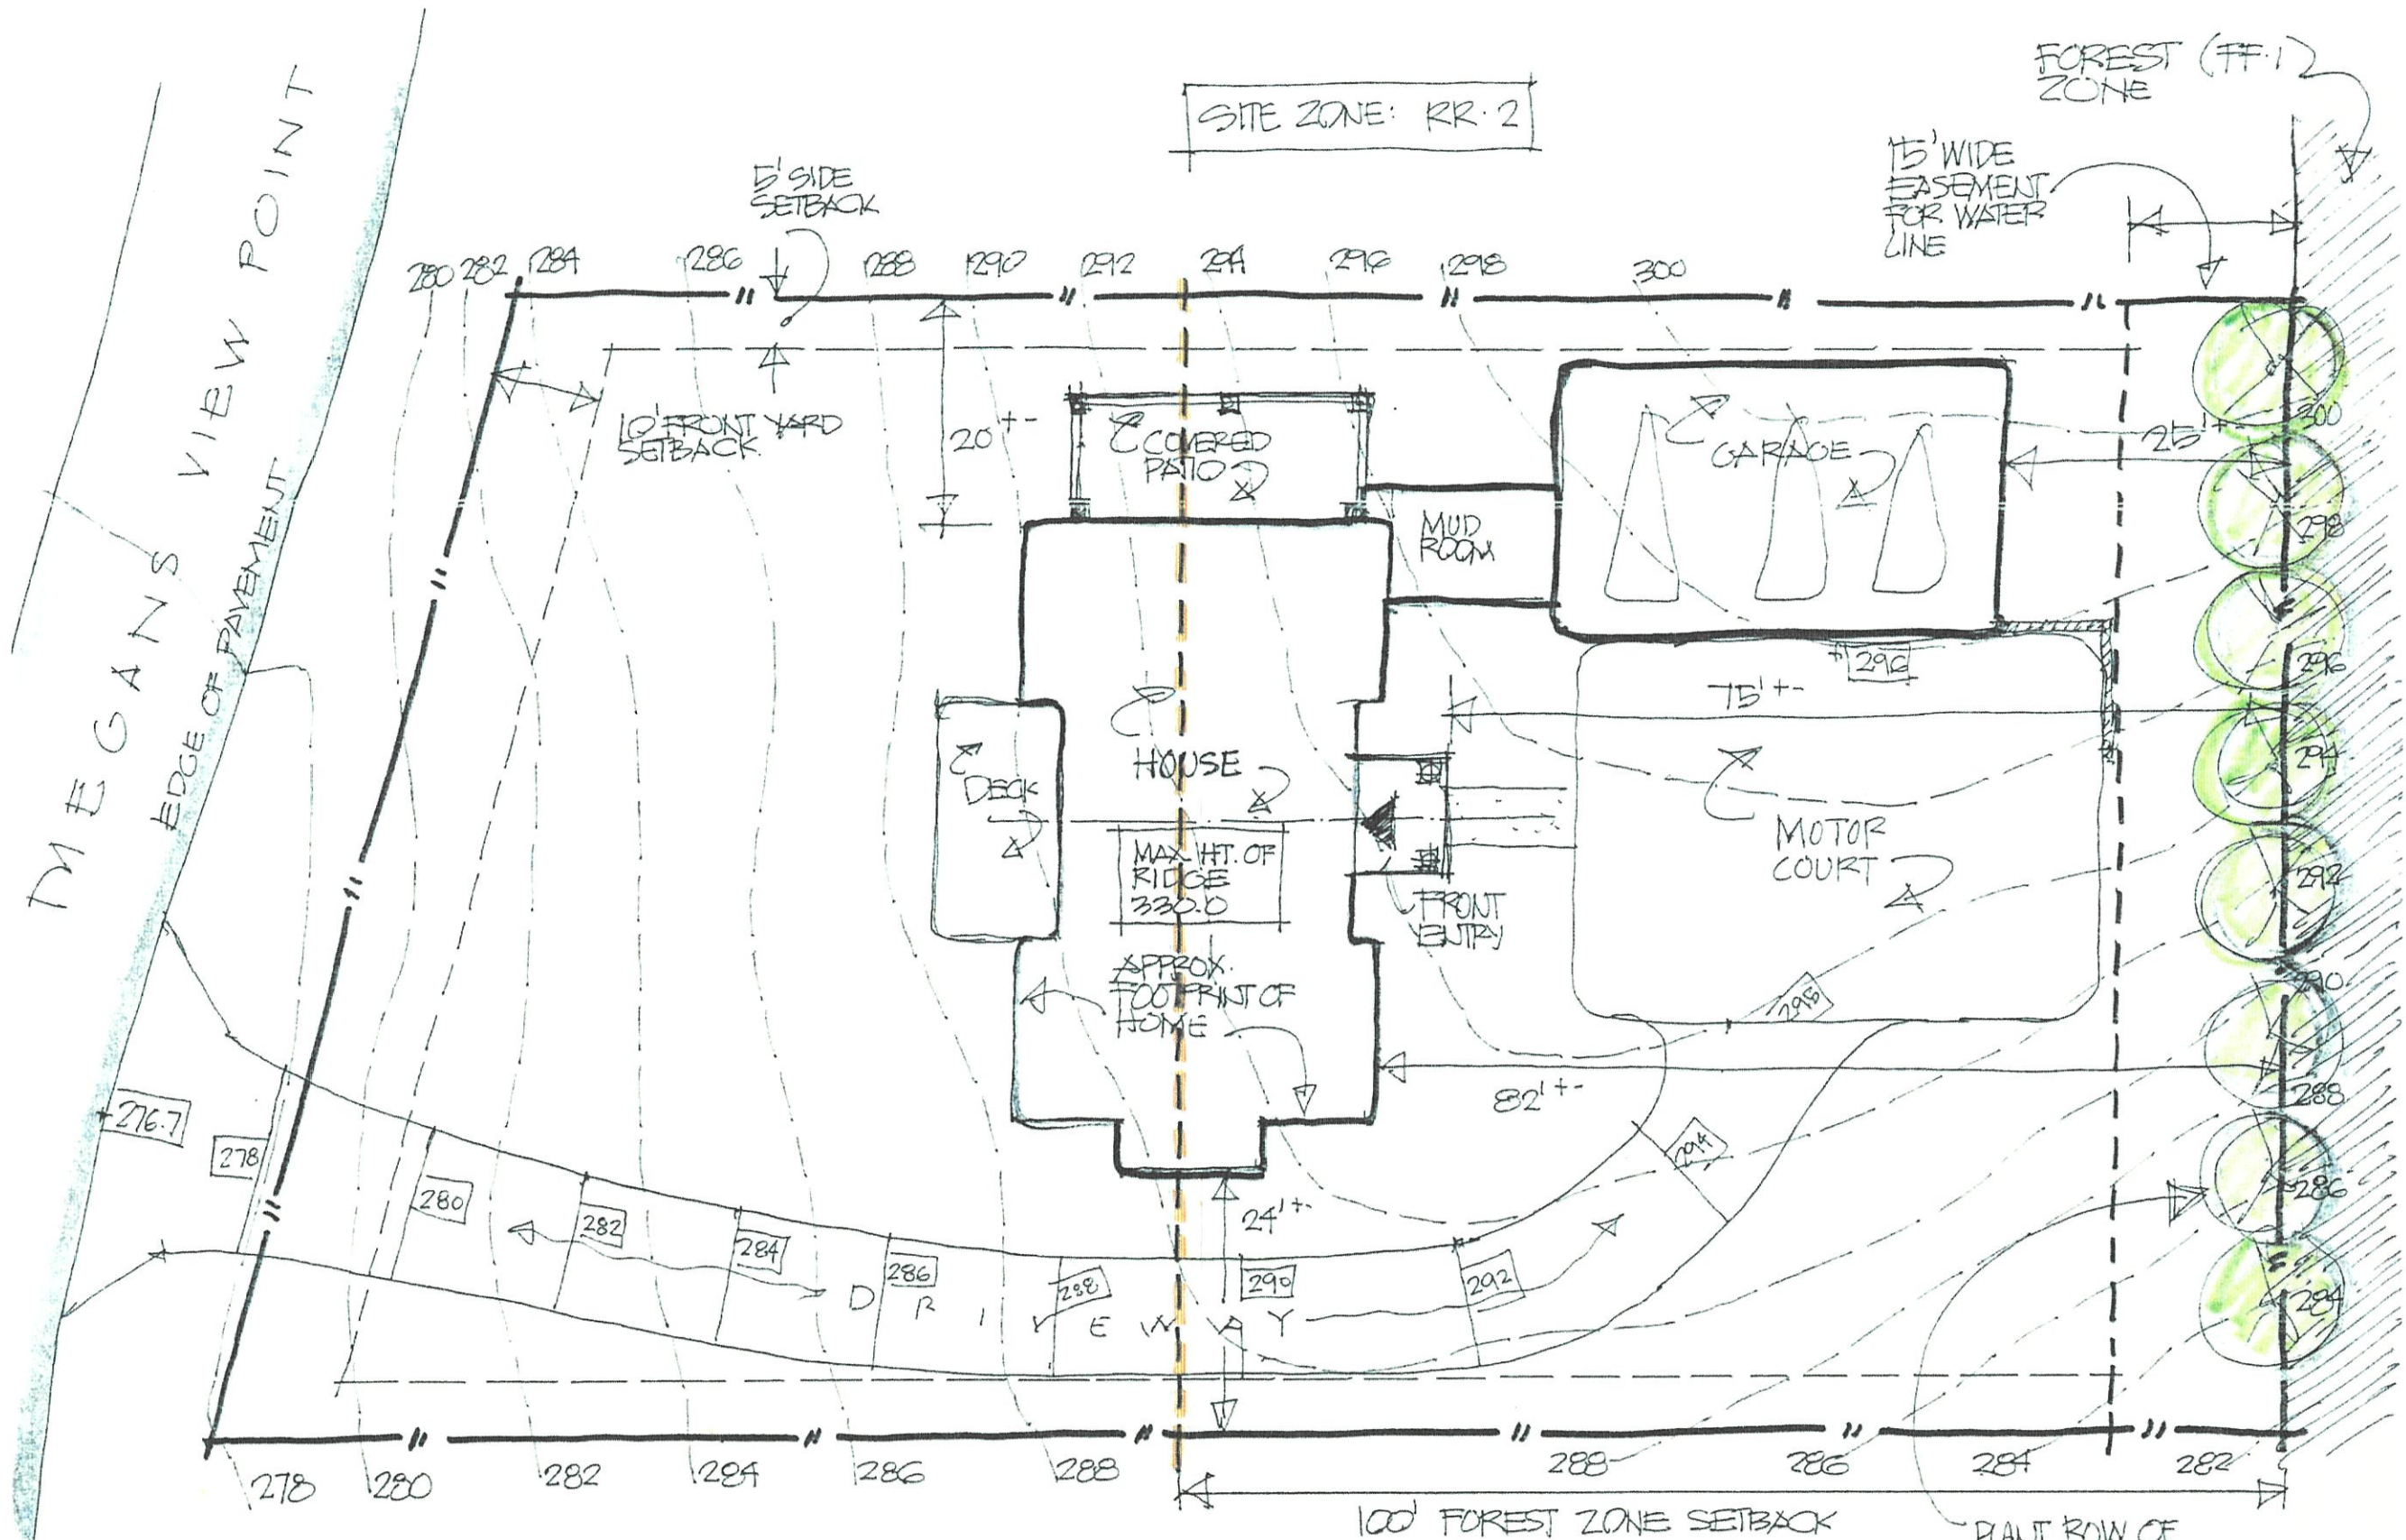 FOREST (FF·1)
ZONE
SITE ZONE: RR·2
15' WIDE
EASEMENT
FOR WATER
LINE
5' SIDE
SETBACK
280 282 284 286 288 290 292 294 296 298 300
MEGANS VIEW POINT
EDGE OF PAVEMENT
10' FRONT YARD
SETBACK
20'+-
COVERED
PATIO
MUD
ROOM
GARAGE
25'+-
300
298
296
294
292
290
288
286
284
296
75'+-
DECK
HOUSE
MAX HT. OF
RIDGE
330.0
FRONT
ENTRY
MOTOR
COURT
APPROX.
FOOTPRINT OF
HOME
295
82'+-
294
24'+-
276.7
278
280
282
284
286
288
290
292
DRIVEWAY
278 280 282 284 286 288 288 286 284 282
100' FOREST ZONE SETBACK
PLANT ROW OF